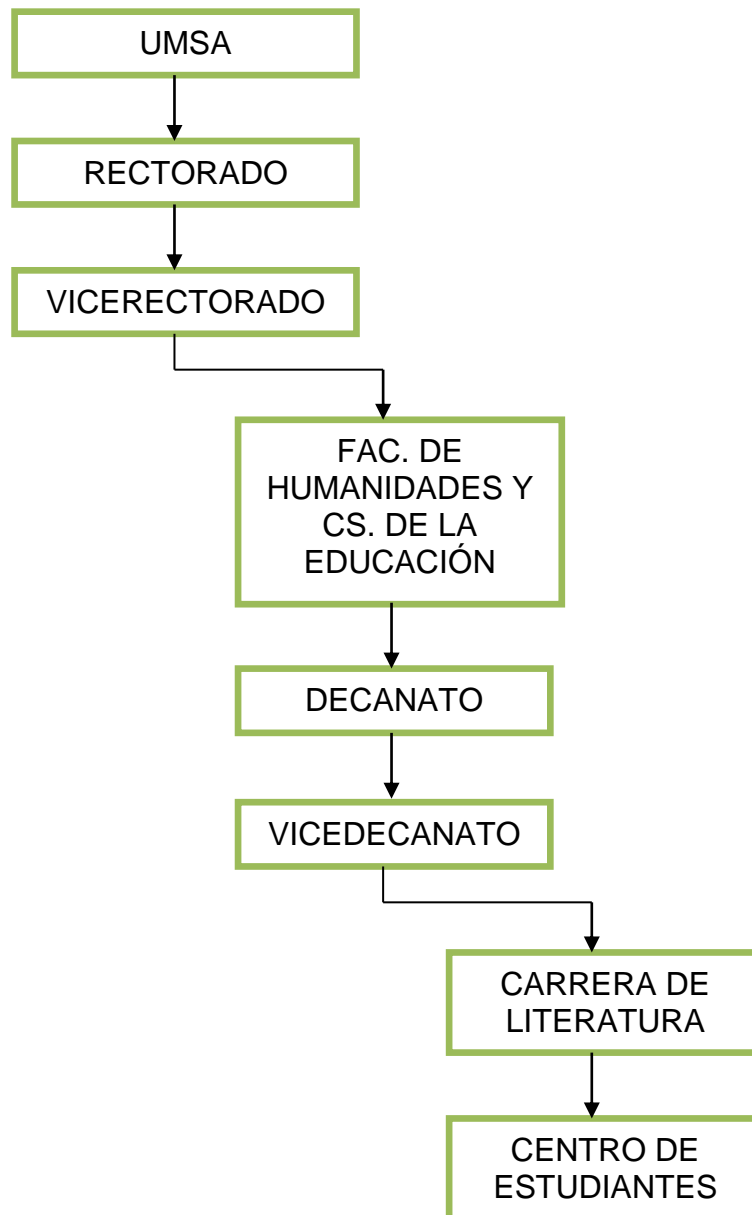 UMSA
RECTORADO
VICERECTORADO
FAC. DE
HUMANIDADES Y
CS. DE LA
EDUCACIÓN
DECANATO
VICEDECANATO
CARRERA DE
LITERATURA
CENTRO DE
ESTUDIANTES